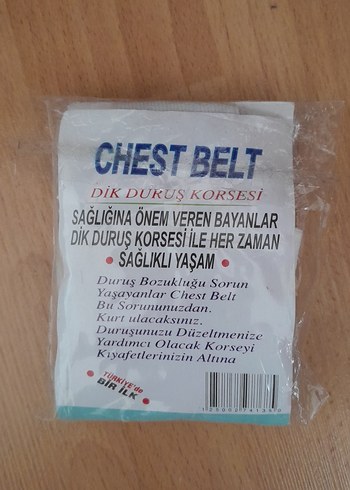 CHEST BELT
DİK DURUŞ KORSESİ
SAĞLIĞINA ÖNEM VEREN BAYANLAR
DİK DURUŞ KORSESİ İLE HER ZAMAN
• SAĞLIKLI YAŞAM •
Duruş Bozukluğu Sorun
Yaşayanlar Chest Belt
Bu Sorununuzdan.
Kurt ulacaksınız.
Duruşunuzu Düzeltmenize
Yardımcı Olacak Korseyi
Kıyafetlerinizin Altına
• TÜRKİYE'de
BİR İLK •